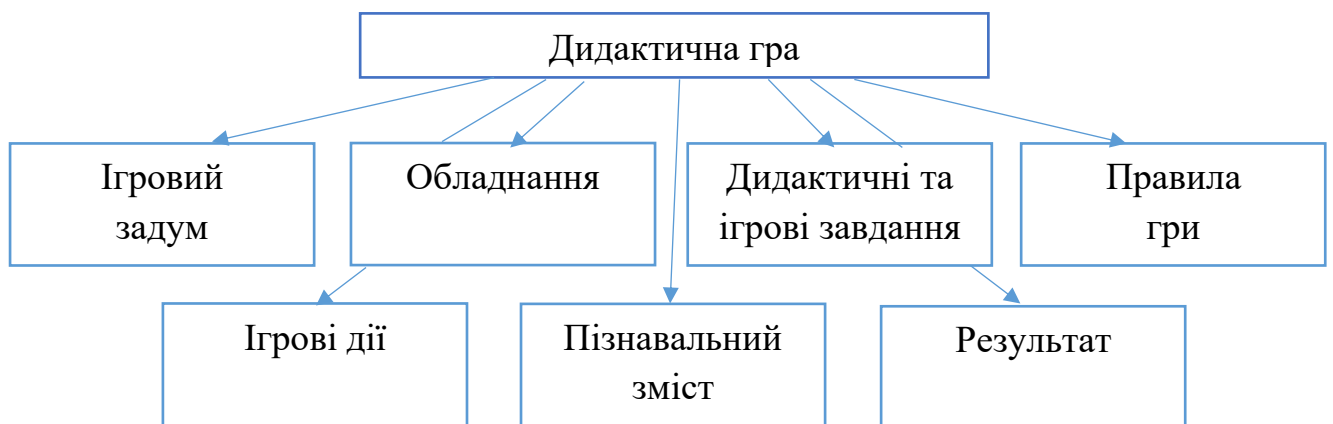 Дидактична гра
Ігровий
задум
Обладнання
Дидактичні та
ігрові завдання
Правила
гри
Ігрові дії
Пізнавальний
зміст
Результат